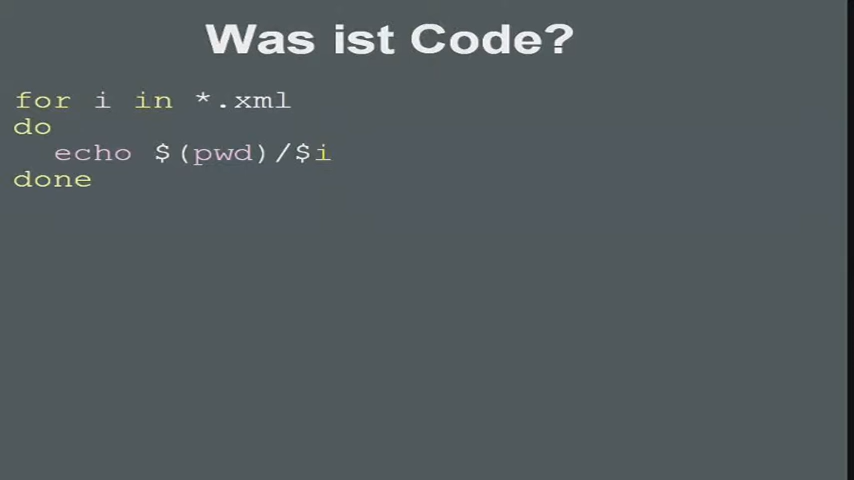 Was ist Code?
for i in *.xml
do
  echo $(pwd)/$i
done